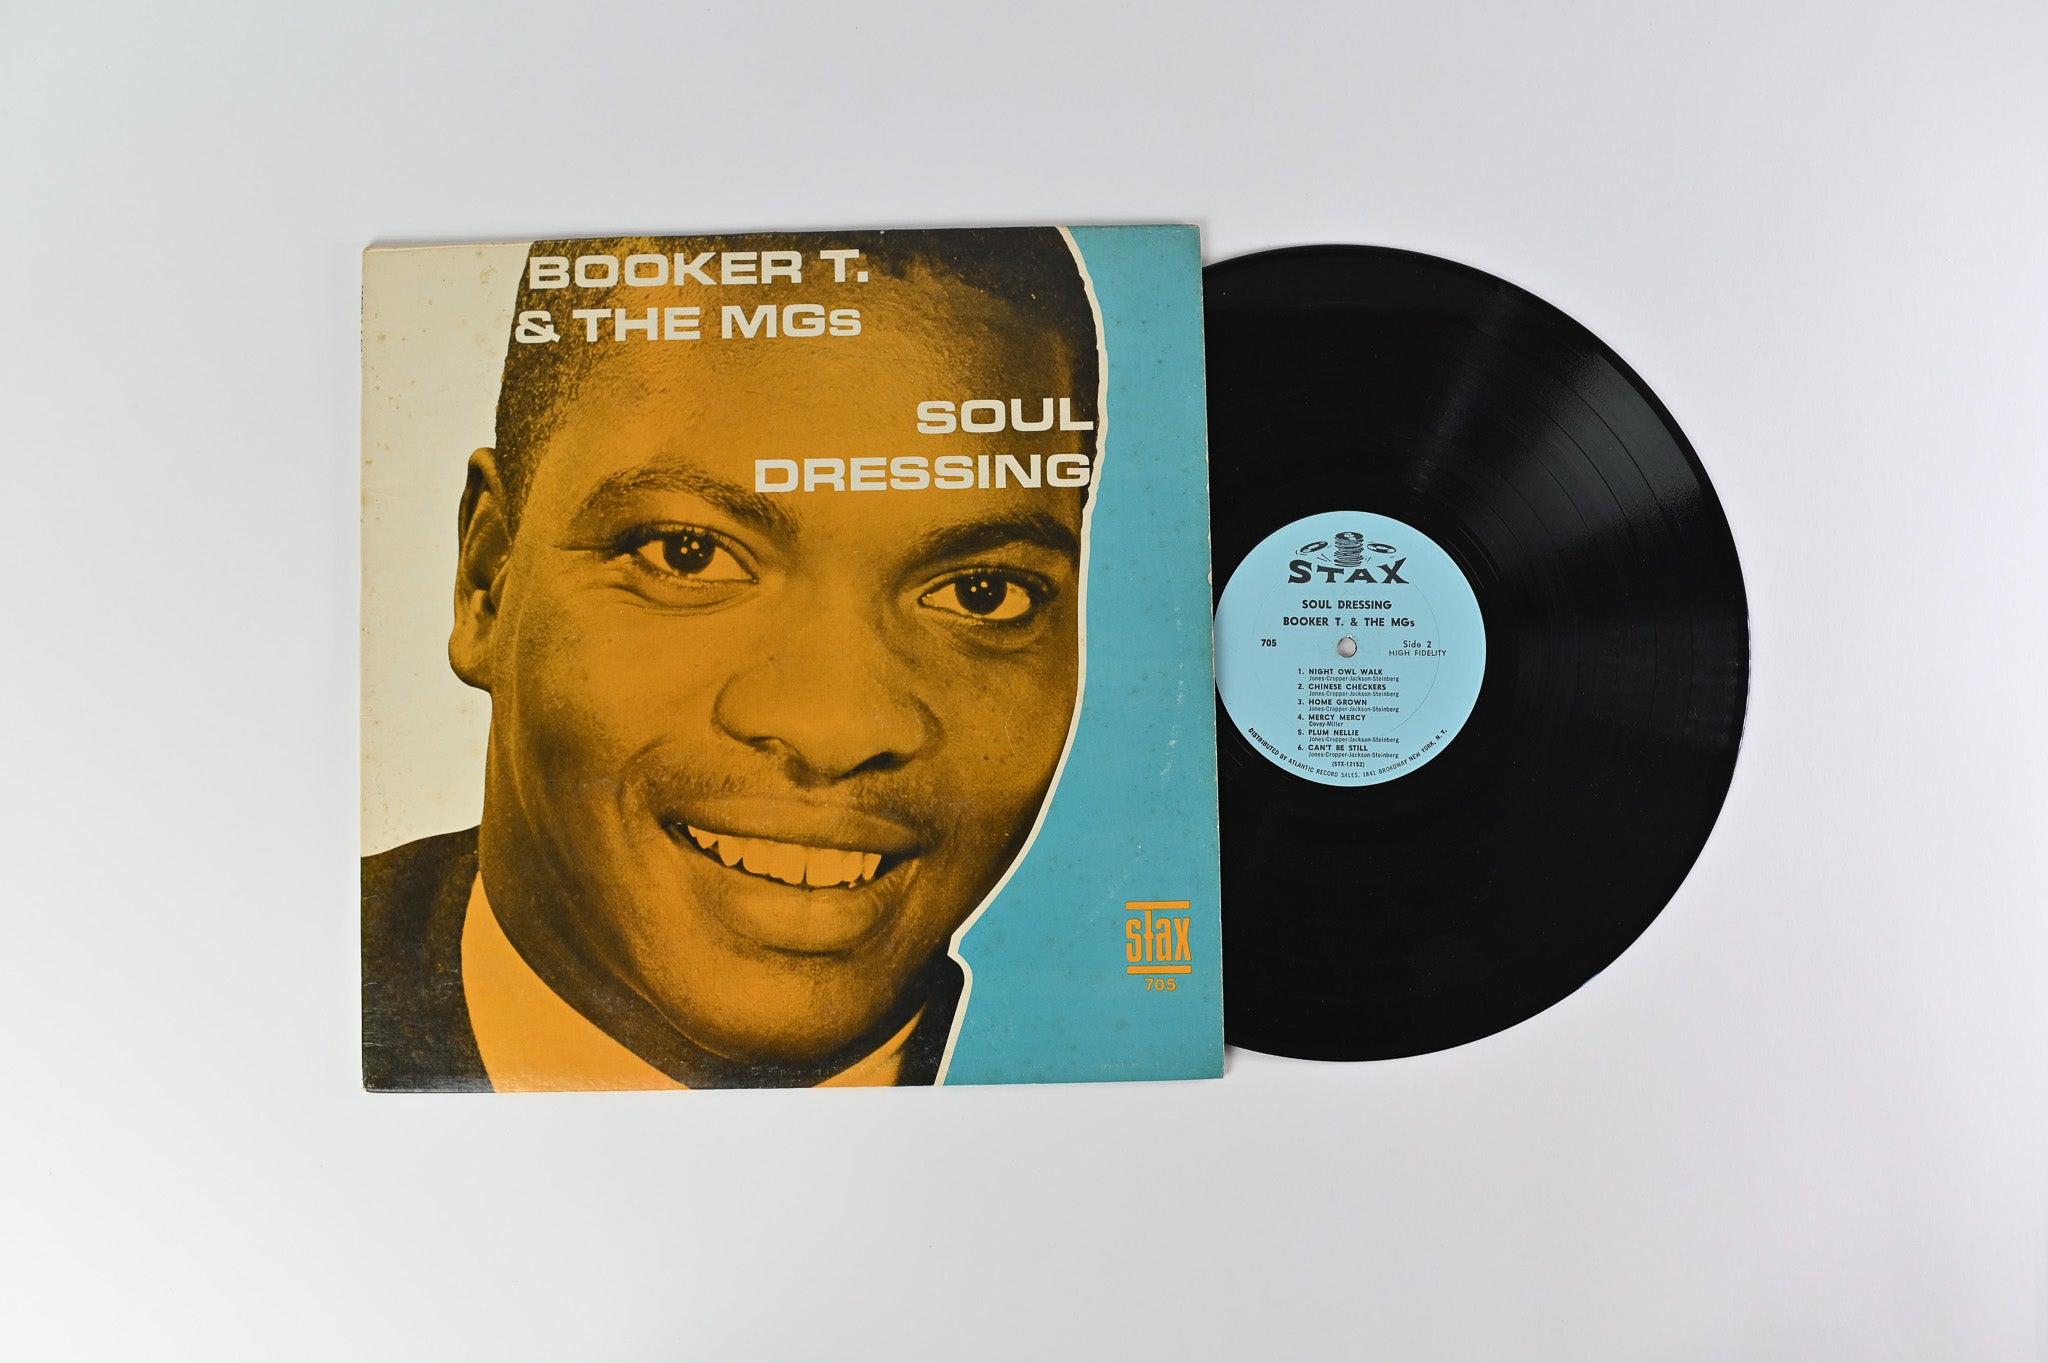 BOOKER T.
& THE MGs
SOUL
DRESSING
stax
705
STAX
SOUL DRESSING
BOOKER T. & THE MGs
705
Side 2
HIGH FIDELITY
1. NIGHT OWL WALK
Jones-Cropper-Jackson-Steinberg
2. CHINESE CHECKERS
Jones-Cropper-Jackson-Steinberg
3. HOME GROWN
Jones-Cropper-Jackson-Steinberg
4. MERCY MERCY
Covay-Miller
5. PLUM NELLIE
Jones-Cropper-Jackson-Steinberg
6. CAN'T BE STILL
Jones-Cropper-Jackson-Steinberg
(STX-12152)
DISTRIBUTED BY ATLANTIC RECORD SALES, 1841 BROADWAY NEW YORK, N. Y.